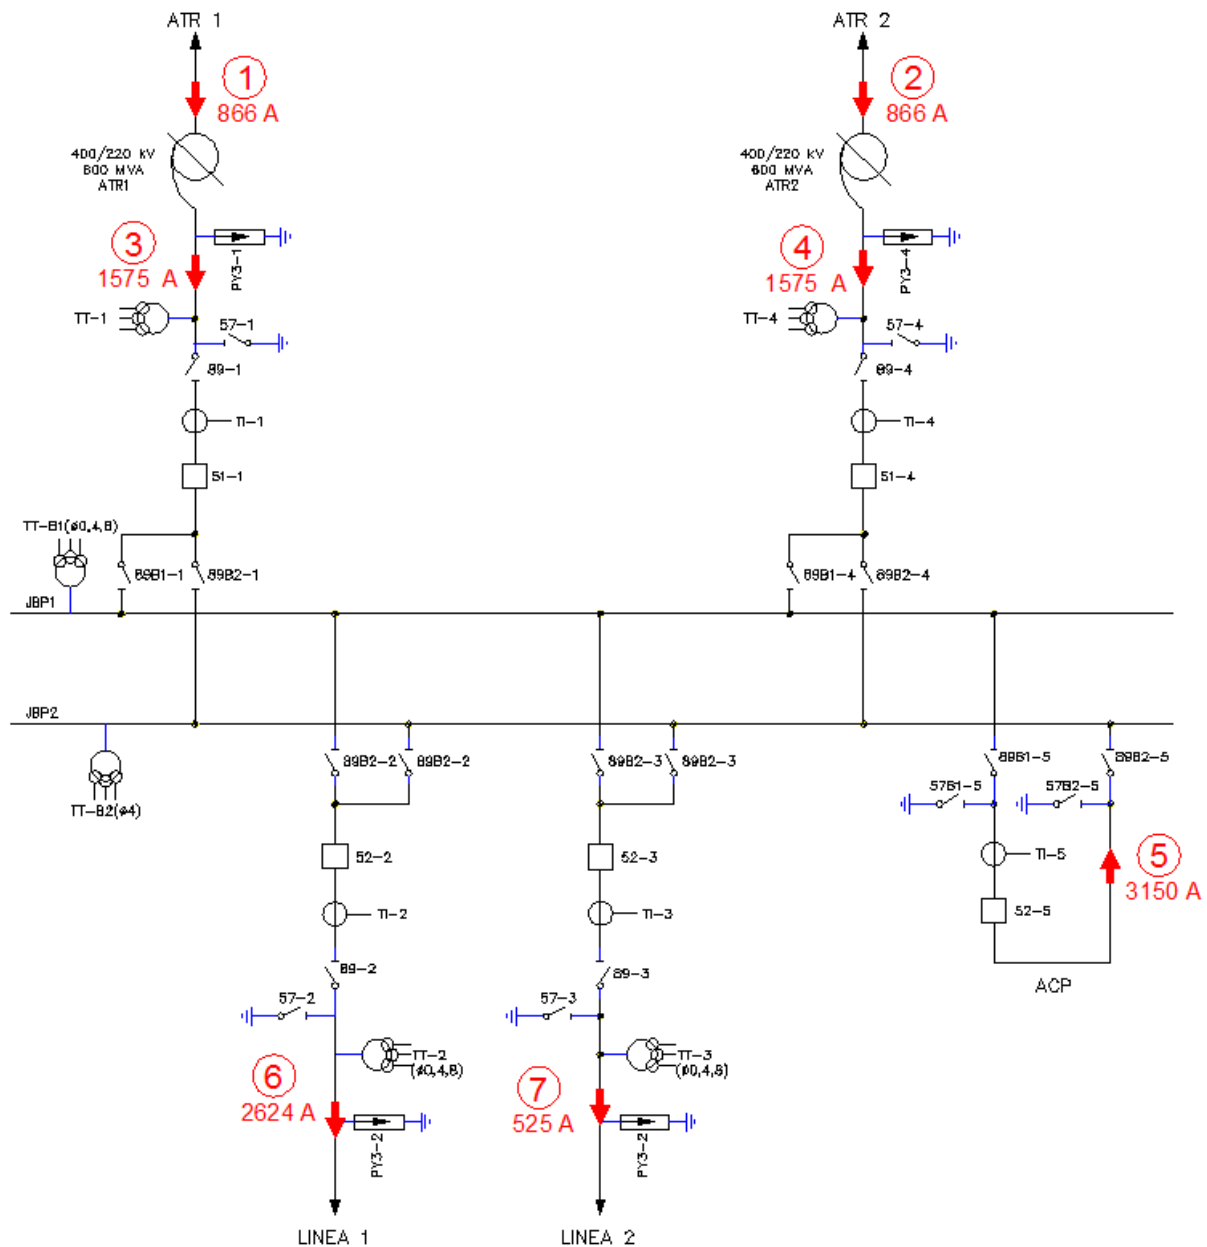 ATR 1
ATR 2
1
866 A
2
866 A
400/220 kV
600 MVA
ATR1
400/220 kV
600 MVA
ATR2
3
1575 A
PY3-1
4
1575 A
PY3-4
TT-1
57-1
TT-4
57-4
89-1
89-4
TI-1
TI-4
51-1
51-4
TT-B1(ø0,4,8)
89B1-1
89B2-1
89B1-4
89B2-4
JBP1
JBP2
89B2-2
89B2-2
89B2-3
89B2-3
89B1-5
89B2-5
TT-B2(ø4)
57B1-5
57B2-5
52-2
52-3
TI-5
5
3150 A
TI-2
TI-3
52-5
89-2
89-3
ACP
57-2
57-3
TT-2
(ø0,4,8)
TT-3
(ø0,4,8)
6
2624 A
7
525 A
PY3-2
PY3-2
LINEA 1
LINEA 2